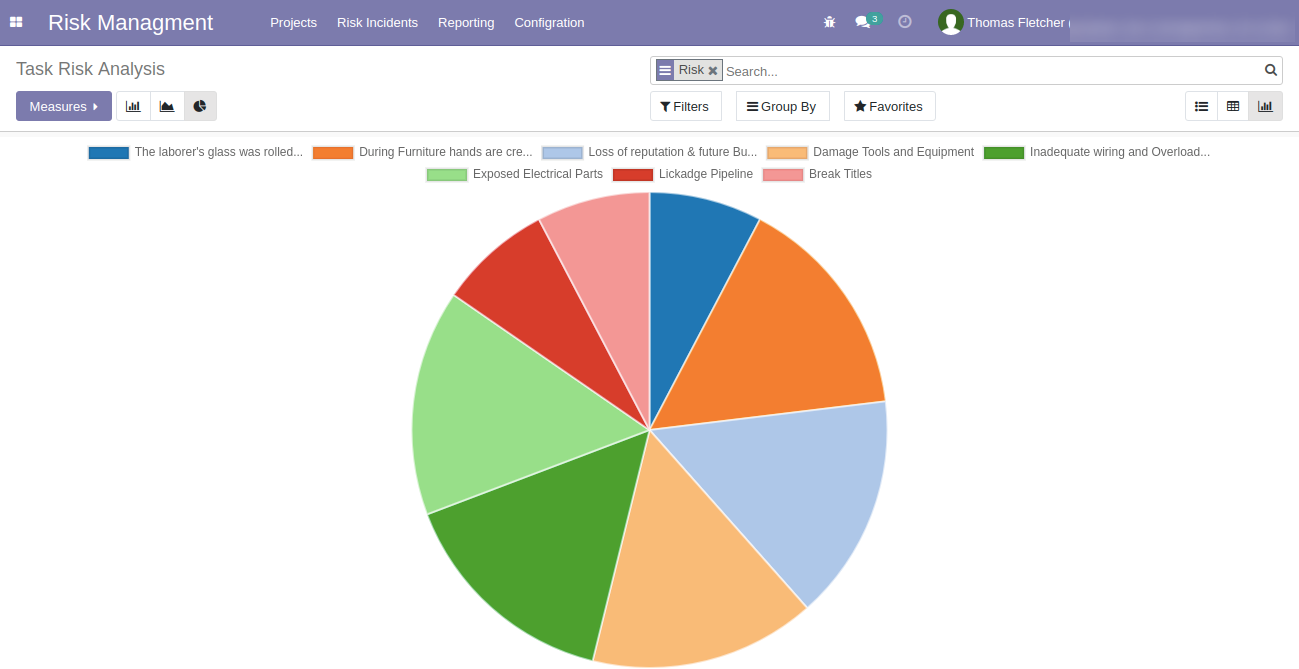 Risk Managment Projects Risk Incidents Reporting Configration 3 Thomas Fletcher (
Task Risk Analysis Risk Search...
Measures Filters Group By Favorites
The laborer's glass was rolled... During Furniture hands are cre... Loss of reputation & future Bu... Damage Tools and Equipment Inadequate wiring and Overload...
Exposed Electrical Parts Lickadge Pipeline Break Titles